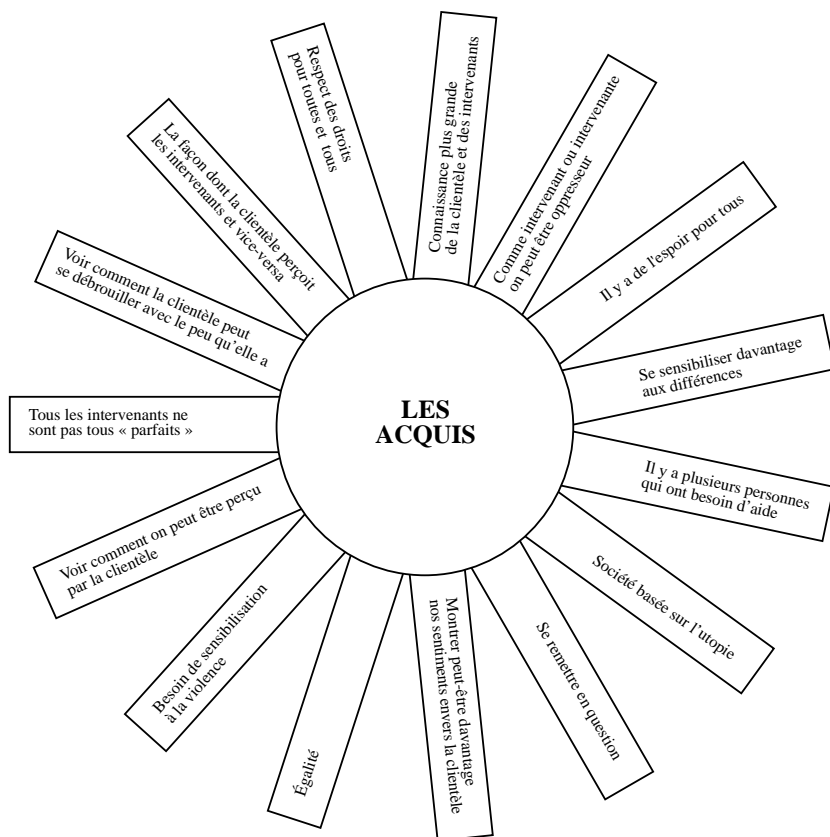 LES
ACQUIS
Connaissance plus grande
de la clientèle et des intervenants
Comme intervenant ou intervenante
on peut être oppresseur
Il y a de l'espoir pour tous
Se sensibiliser davantage
aux différences
Il y a plusieurs personnes
qui ont besoin d’aide
Société basée sur l’utopie
Se remettre en question
Montrer peut-être davantage
nos sentiments envers la clientèle
Égalité
Besoin de sensibilisation
à la violence
Voir comment on peut être perçu
par la clientèle
Tous les intervenants ne
sont pas tous « parfaits »
Voir comment la clientèle peut
se débrouiller avec le peu qu’elle a
La façon dont la clientèle perçoit
les intervenants et vice-versa
Respect des droits
pour toutes et tous